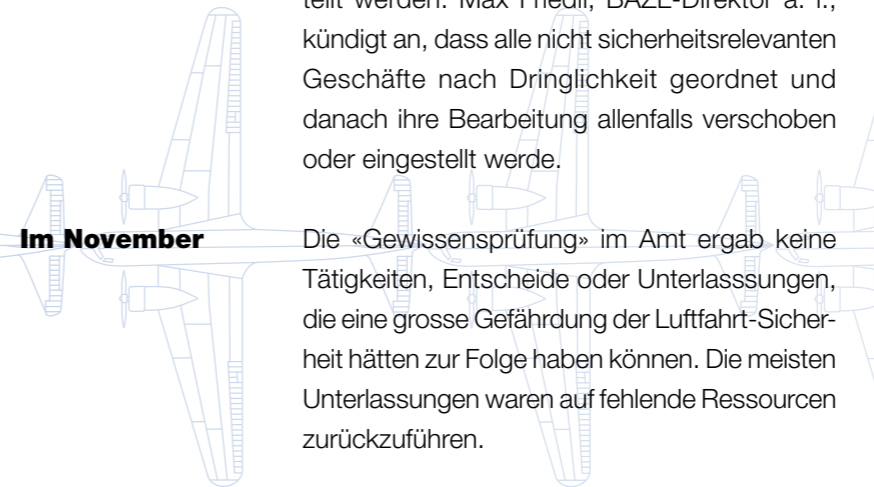 teilt werden. Max Friedli, BAZL-Direktor a. i.,
kündigt an, dass alle nicht sicherheitsrelevanten
Geschäfte nach Dringlichkeit geordnet und
danach ihre Bearbeitung allenfalls verschoben
oder eingestellt werde.
Im November
Die «Gewissensprüfung» im Amt ergab keine
Tätigkeiten, Entscheide oder Unterlasssungen,
die eine grosse Gefährdung der Luftfahrt-Sicher-
heit hätten zur Folge haben können. Die meisten
Unterlassungen waren auf fehlende Ressourcen
zurückzuführen.